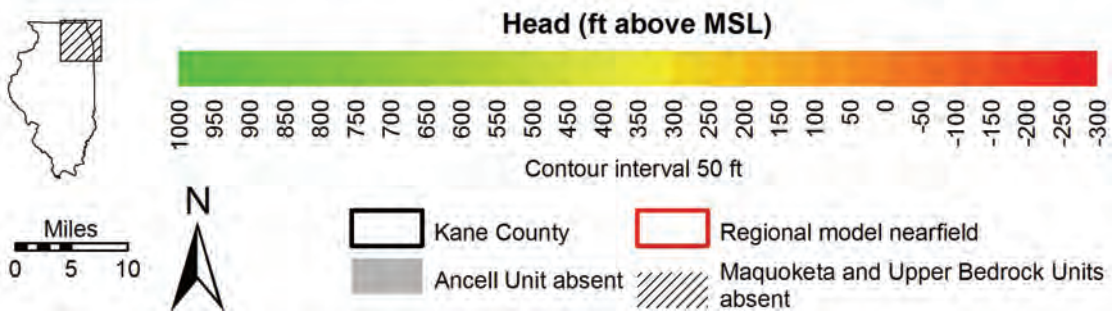 Head (ft above MSL)
1000 950 900 850 800 750 700 650 600 550 500 450 400 350 300 250 200 150 100 50 0 -50 -100 -150 -200 -250 -300
Contour interval 50 ft
N
Miles
0 5 10
Kane County
Regional model nearfield
Ancell Unit absent
Maquoketa and Upper Bedrock Units
absent